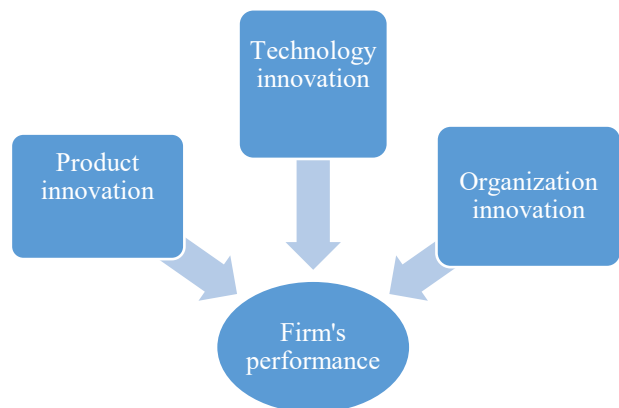 Technology
innovation
Product
innovation
Organization
innovation
Firm's
performance